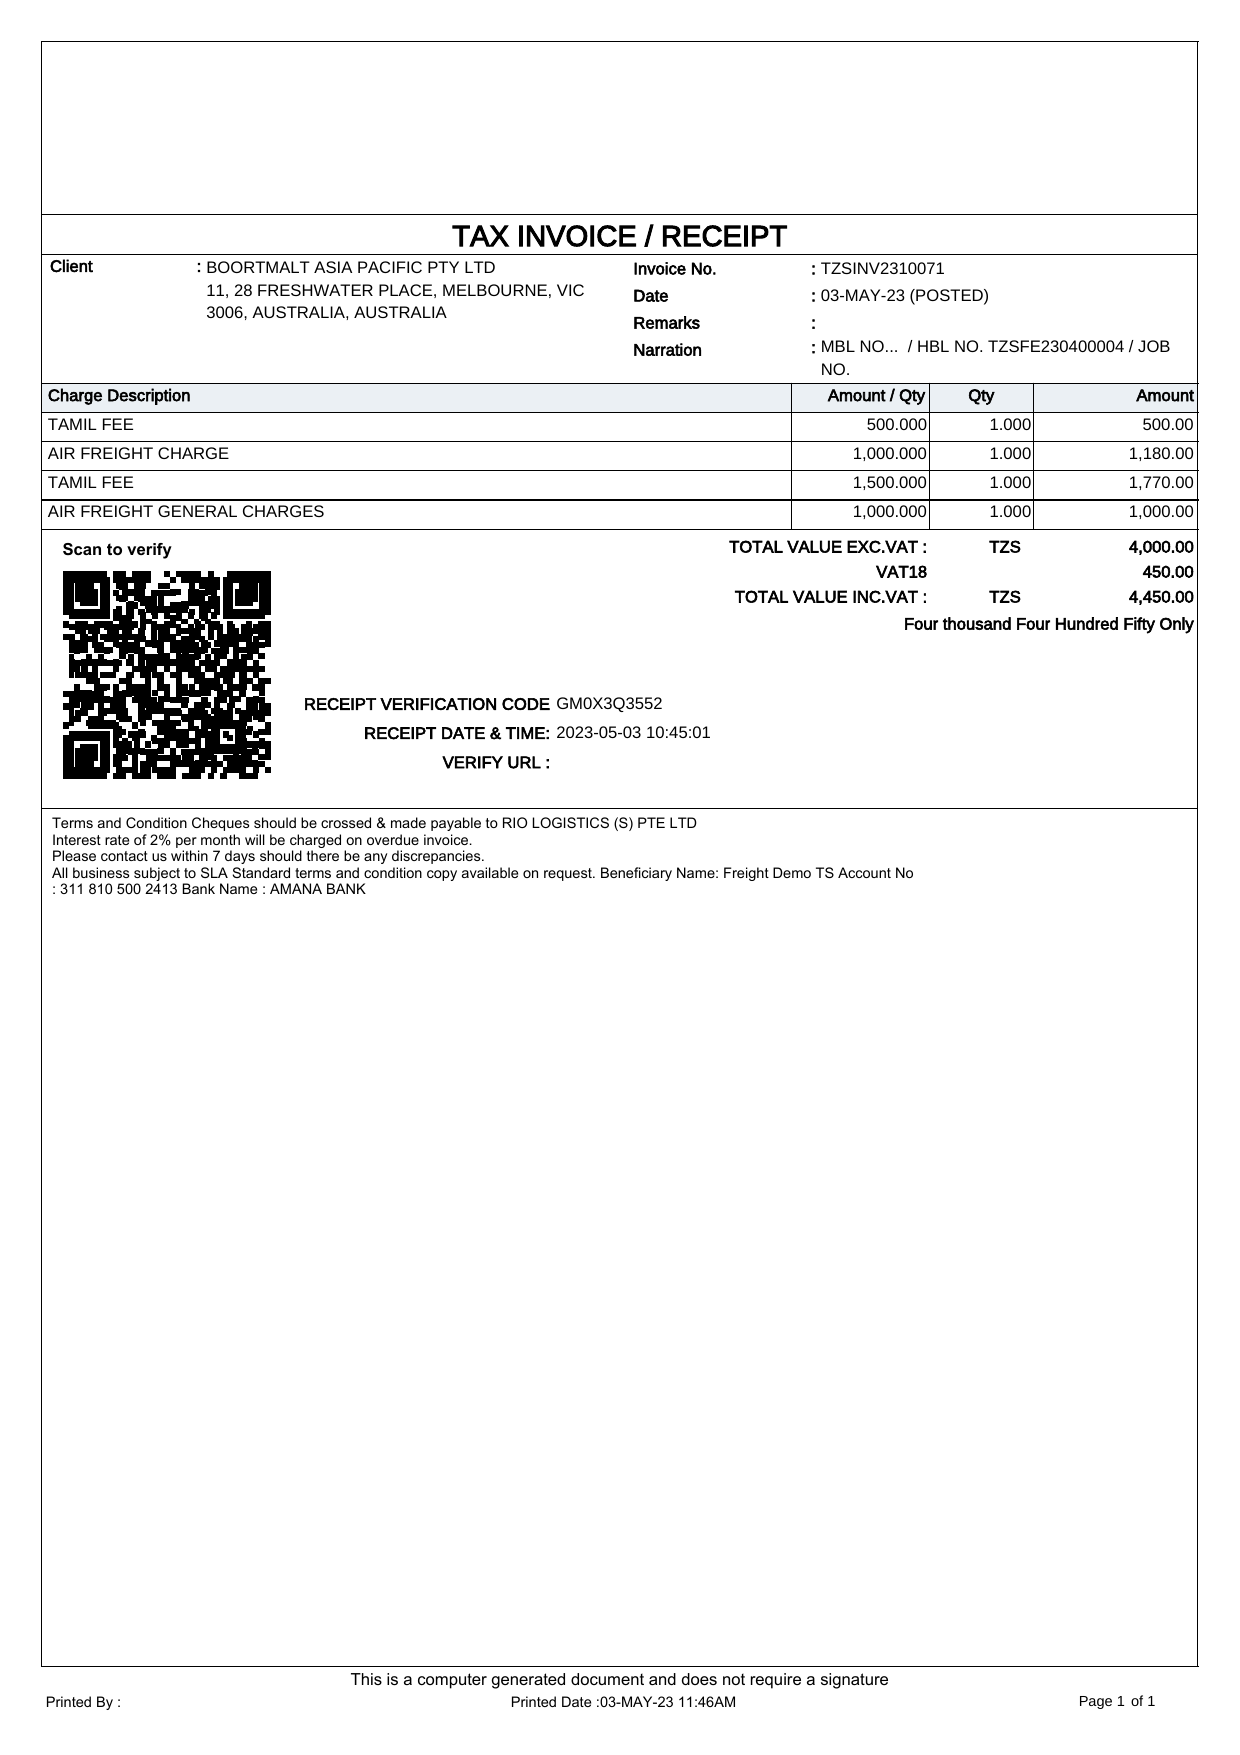 TAX INVOICE / RECEIPT
Client : BOORTMALT ASIA PACIFIC PTY LTD
11, 28 FRESHWATER PLACE, MELBOURNE, VIC
3006, AUSTRALIA, AUSTRALIA
Invoice No. : TZSINV2310071
Date : 03-MAY-23 (POSTED)
Remarks :
Narration : MBL NO... / HBL NO. TZSFE230400004 / JOB
NO.
Charge Description Amount / Qty Qty Amount
TAMIL FEE 500.000 1.000 500.00
AIR FREIGHT CHARGE 1,000.000 1.000 1,180.00
TAMIL FEE 1,500.000 1.000 1,770.00
AIR FREIGHT GENERAL CHARGES 1,000.000 1.000 1,000.00
Scan to verify
TOTAL VALUE EXC.VAT : TZS 4,000.00
VAT18 450.00
TOTAL VALUE INC.VAT : TZS 4,450.00
Four thousand Four Hundred Fifty Only
RECEIPT VERIFICATION CODE GM0X3Q3552
RECEIPT DATE & TIME: 2023-05-03 10:45:01
VERIFY URL :
Terms and Condition Cheques should be crossed & made payable to RIO LOGISTICS (S) PTE LTD
Interest rate of 2% per month will be charged on overdue invoice.
Please contact us within 7 days should there be any discrepancies.
All business subject to SLA Standard terms and condition copy available on request. Beneficiary Name: Freight Demo TS Account No
: 311 810 500 2413 Bank Name : AMANA BANK
This is a computer generated document and does not require a signature
Printed By : Printed Date :03-MAY-23 11:46AM Page 1 of 1